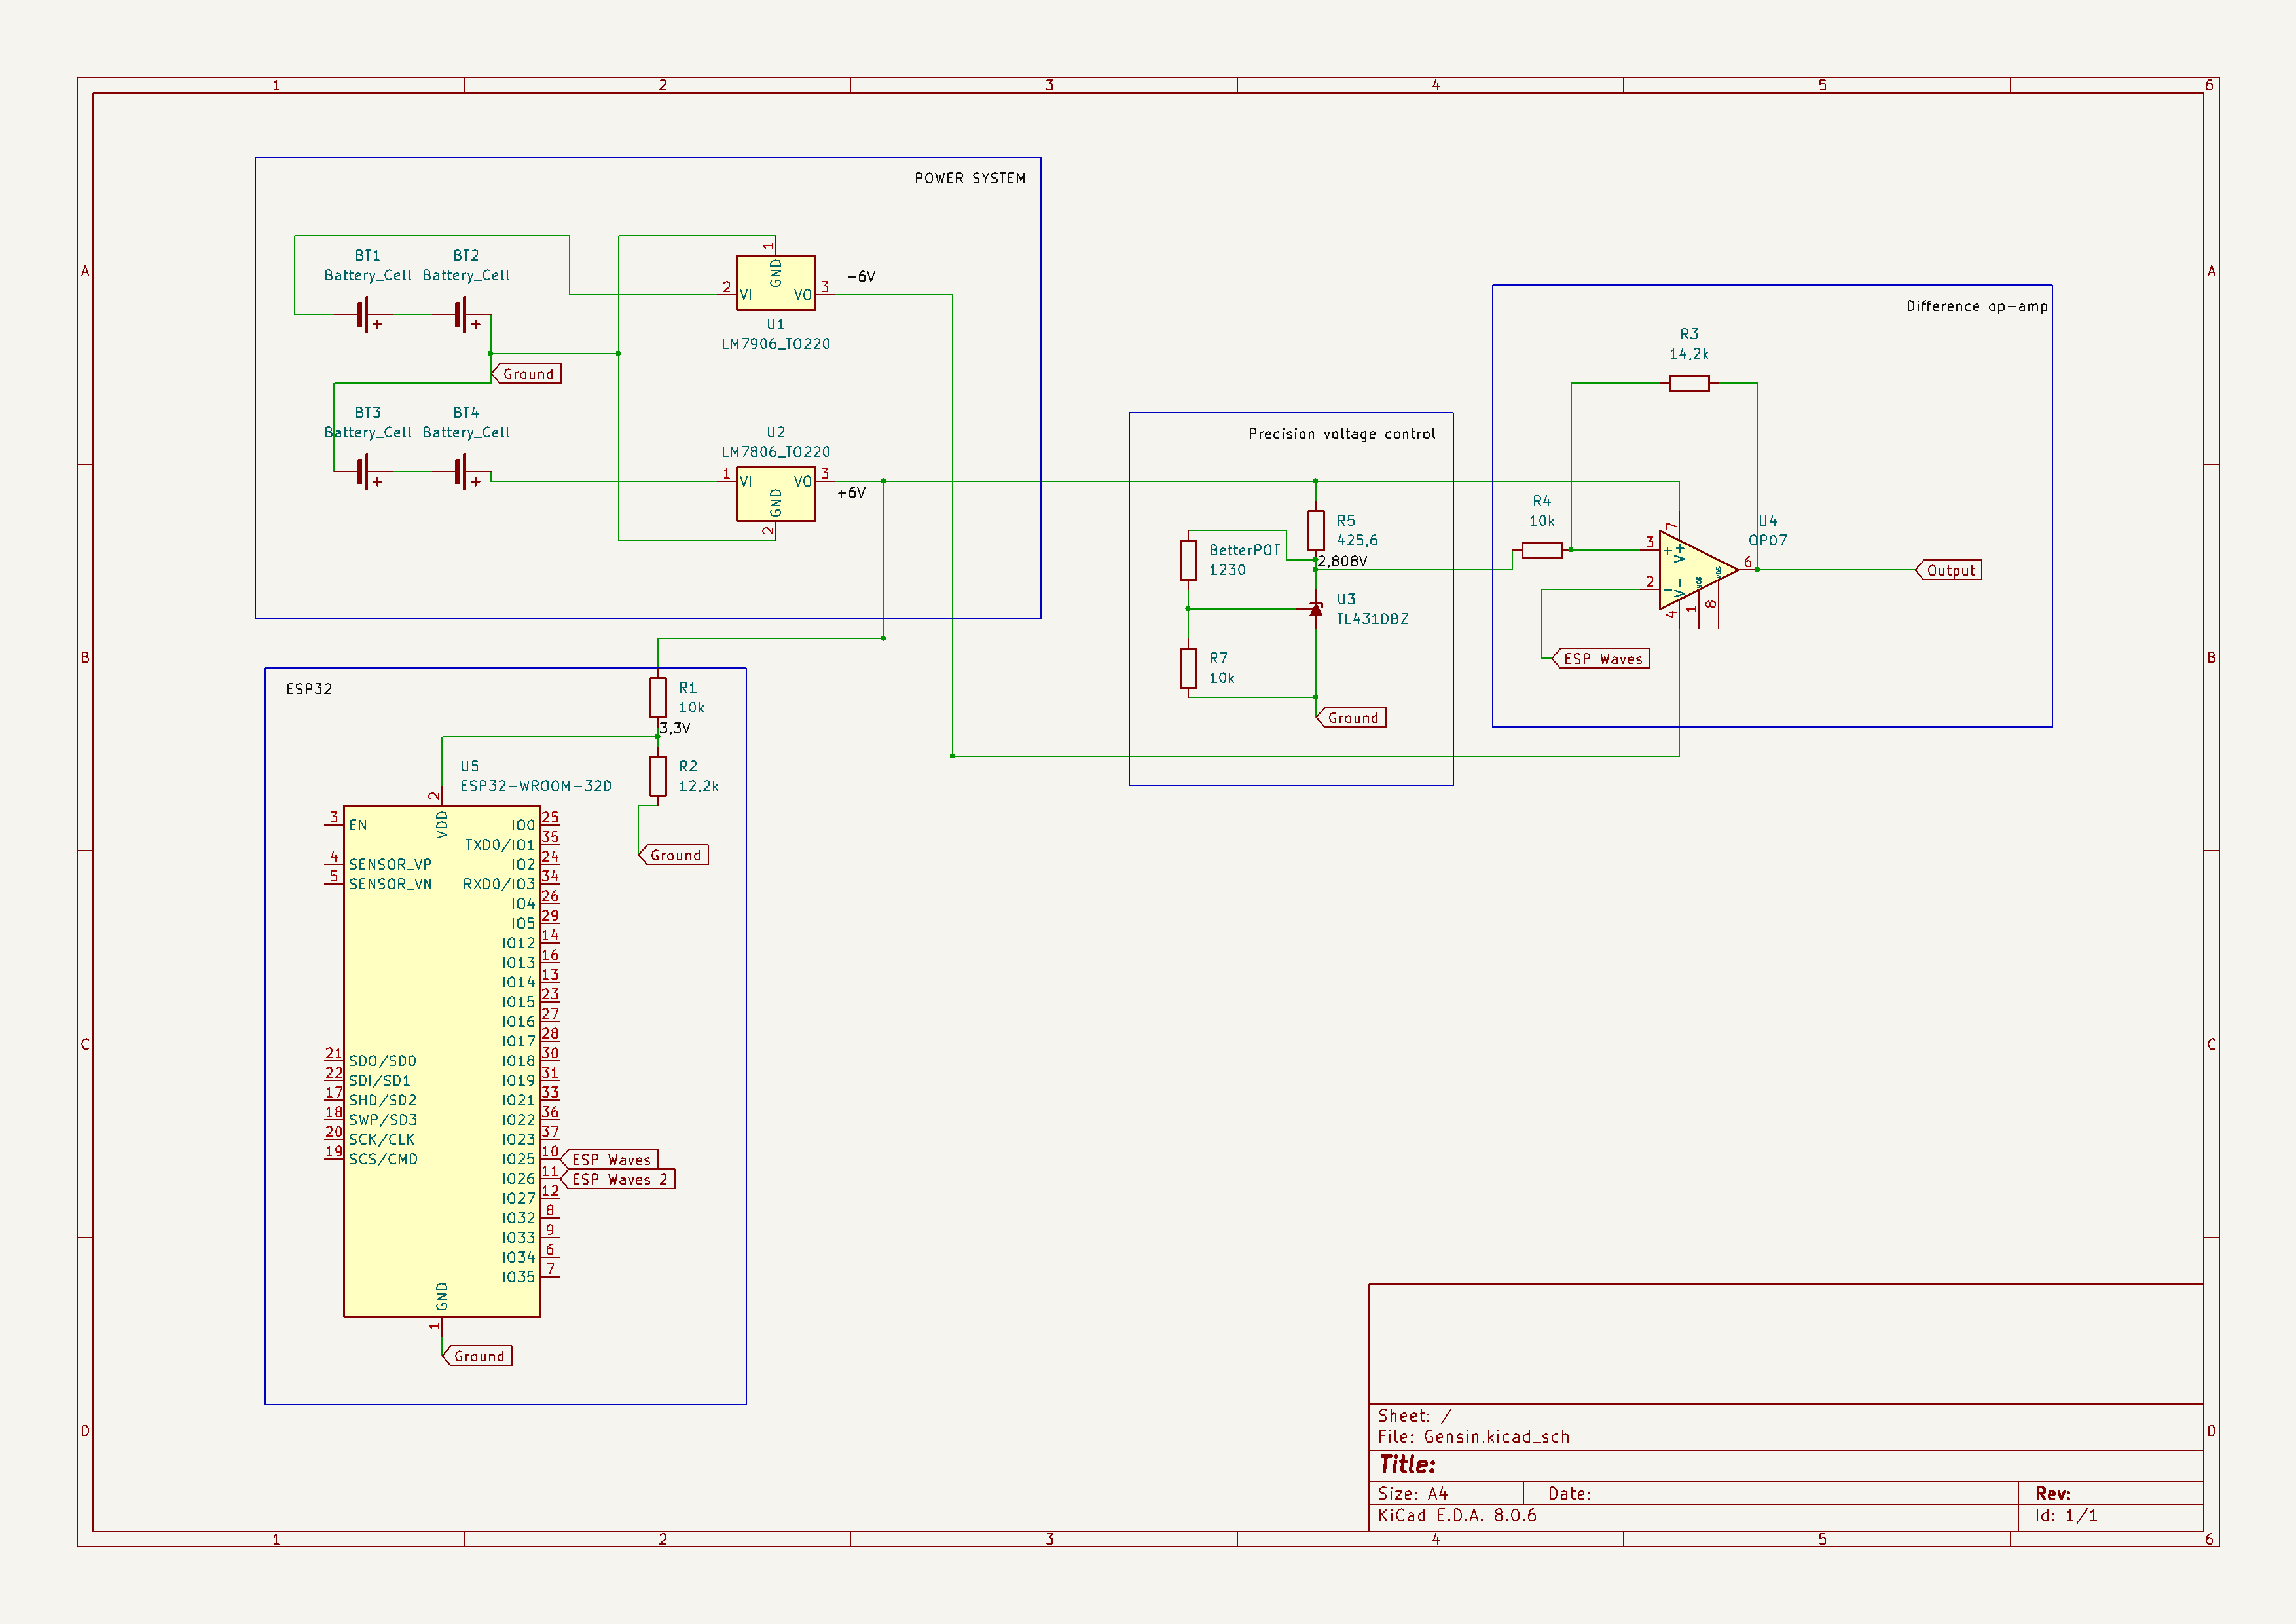 1 2 3 4 5 6
A A
B B
C C
D D
1 2 3 4 5 6
POWER SYSTEM
BT1 BT2
Battery_Cell Battery_Cell
+ +
Ground
BT3 BT4
Battery_Cell Battery_Cell
+ +
1
GND
2 VI VO 3
-6V
U1
LM7906_TO220
U2
LM7806_TO220
1 VI VO 3
+6V
GND
2
Precision voltage control
R5
425,6
BetterPOT
1230
2,808V
U3
TL431DBZ
R7
10k
Ground
Difference op-amp
R3
14,2k
R4
10k
U4
OP07
7
3 + V+
6
2 - V-
VOS VOS
4 1 8
Output
ESP Waves
ESP32
R1
10k
3,3V
R2
12,2k
Ground
U5
ESP32-WROOM-32D
2
VDD
3 EN
4 SENSOR_VP
5 SENSOR_VN
21 SDO/SD0
22 SDI/SD1
17 SHD/SD2
18 SWP/SD3
20 SCK/CLK
19 SCS/CMD
IO0 25
TXD0/IO1 35
IO2 24
RXD0/IO3 34
IO4 26
IO5 29
IO12 14
IO13 16
IO14 13
IO15 23
IO16 27
IO17 28
IO18 30
IO19 31
IO21 33
IO22 36
IO23 37
IO25 10 ESP Waves
IO26 11 ESP Waves 2
IO27 12
IO32 8
IO33 9
IO34 6
IO35 7
GND
1
Ground
Sheet: /
File: Gensin.kicad_sch
Title:
Size: A4 Date: Rev:
KiCad E.D.A. 8.0.6 Id: 1/1